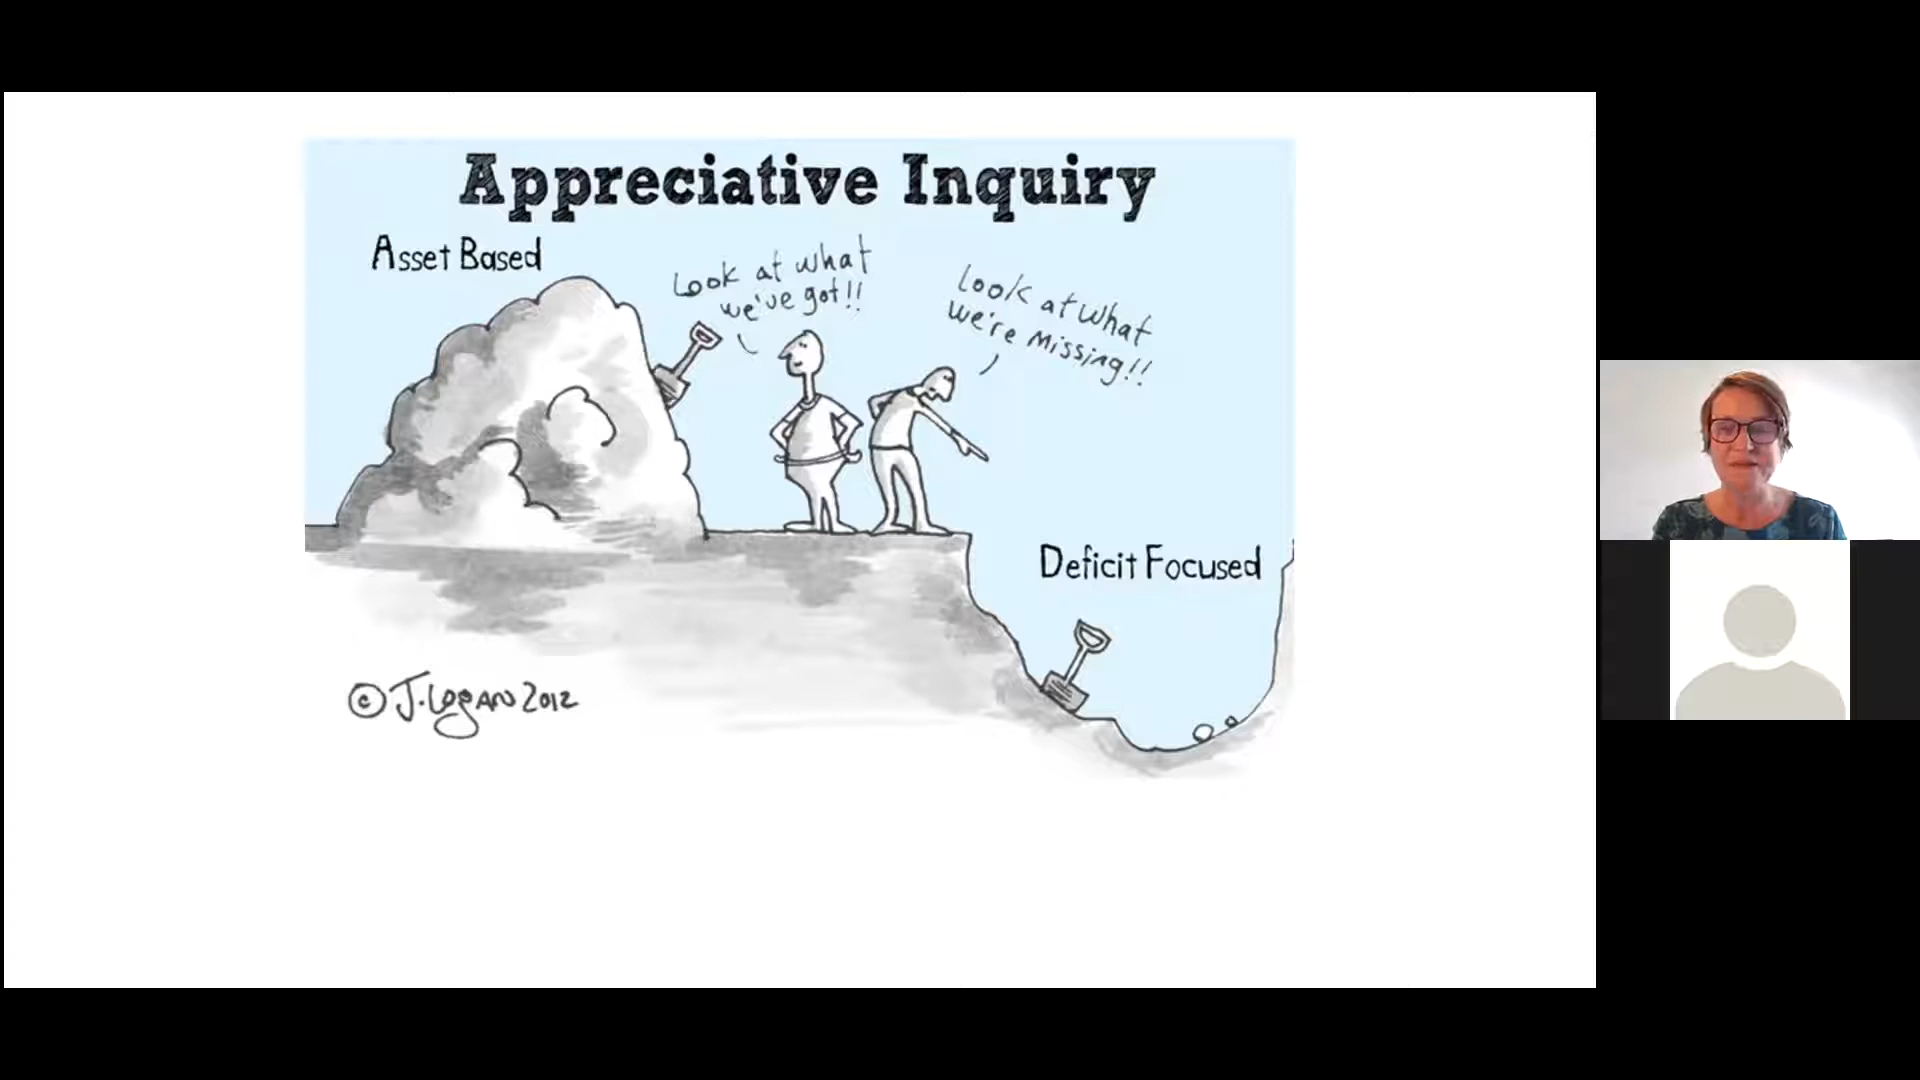 Appreciative Inquiry
Asset Based
Look at what
we've got!!
Look at what
we're missing!!
Deficit Focused
© J. Logan 2012